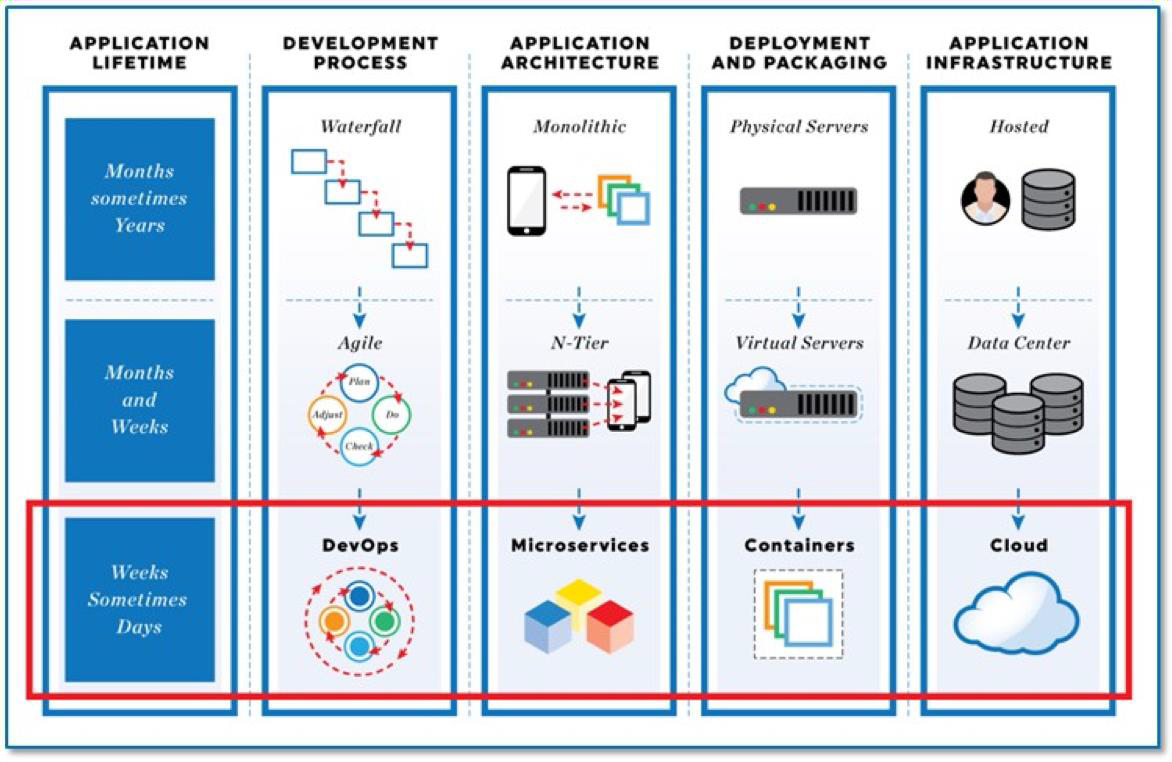 APPLICATION
LIFETIME
DEVELOPMENT
PROCESS
APPLICATION
ARCHITECTURE
DEPLOYMENT
AND PACKAGING
APPLICATION
INFRASTRUCTURE
Months
sometimes
Years
Waterfall
Monolithic
Physical Servers
Hosted
Months
and
Weeks
Agile
Plan
Adjust
Do
Check
N-Tier
Virtual Servers
Data Center
Weeks
Sometimes
Days
DevOps
Microservices
Containers
Cloud